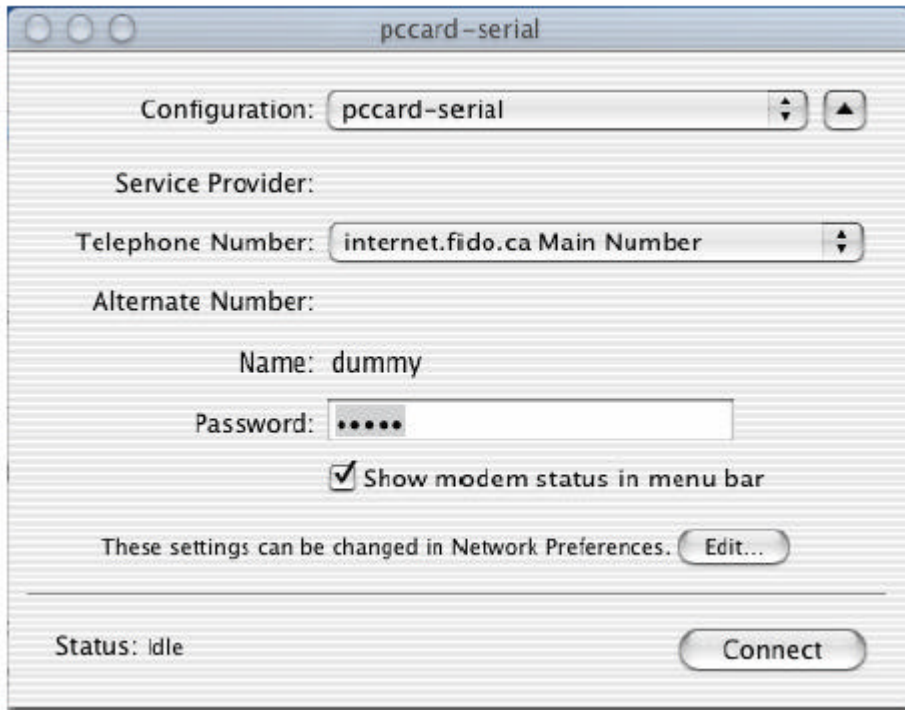 pccard-serial
Configuration: pccard-serial
Service Provider:
Telephone Number: internet.fido.ca Main Number
Alternate Number:
Name: dummy
Password: •••••
Show modem status in menu bar
These settings can be changed in Network Preferences. Edit...
Status: Idle Connect